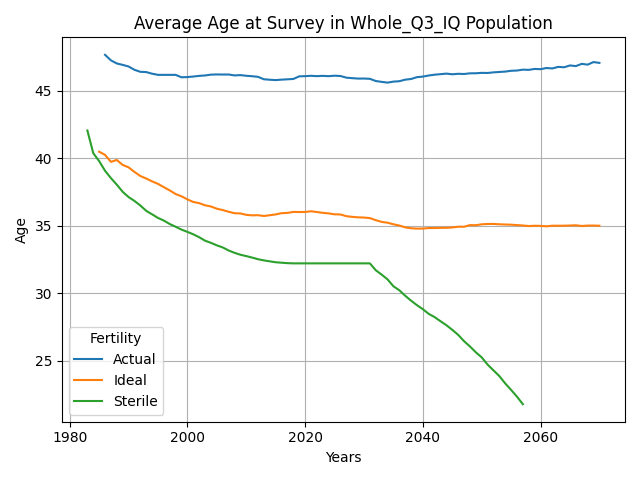 Average Age at Survey in Whole_Q3_IQ Population
Age
45
40
35
30
25
Fertility
Actual
Ideal
Sterile
1980
2000
2020
2040
2060
Years